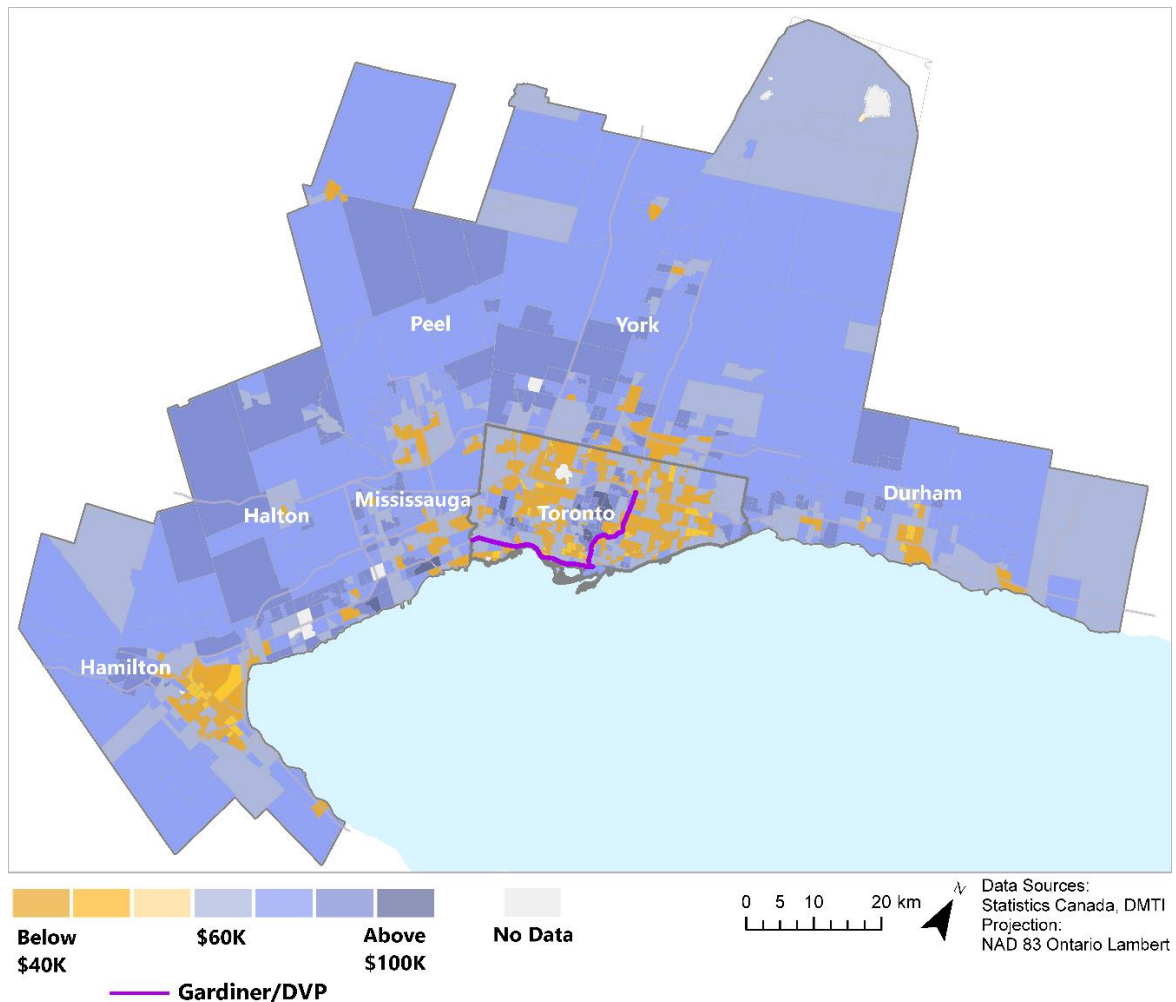 Peel
York
Mississauga
Halton
Toronto
Durham
Hamilton
Below
$40K
$60K
Above
$100K
No Data
Gardiner/DVP
0 5 10 20 km
N
Data Sources:
Statistics Canada, DMTI
Projection:
NAD 83 Ontario Lambert